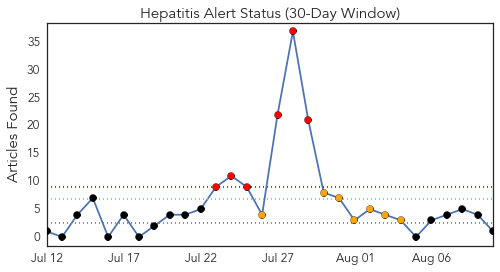 Hepatitis Alert Status (30-Day Window)
Articles Found
35
30
25
20
15
10
5
0
Jul 12
Jul 17
Jul 22
Jul 27
Aug 01
Aug 06